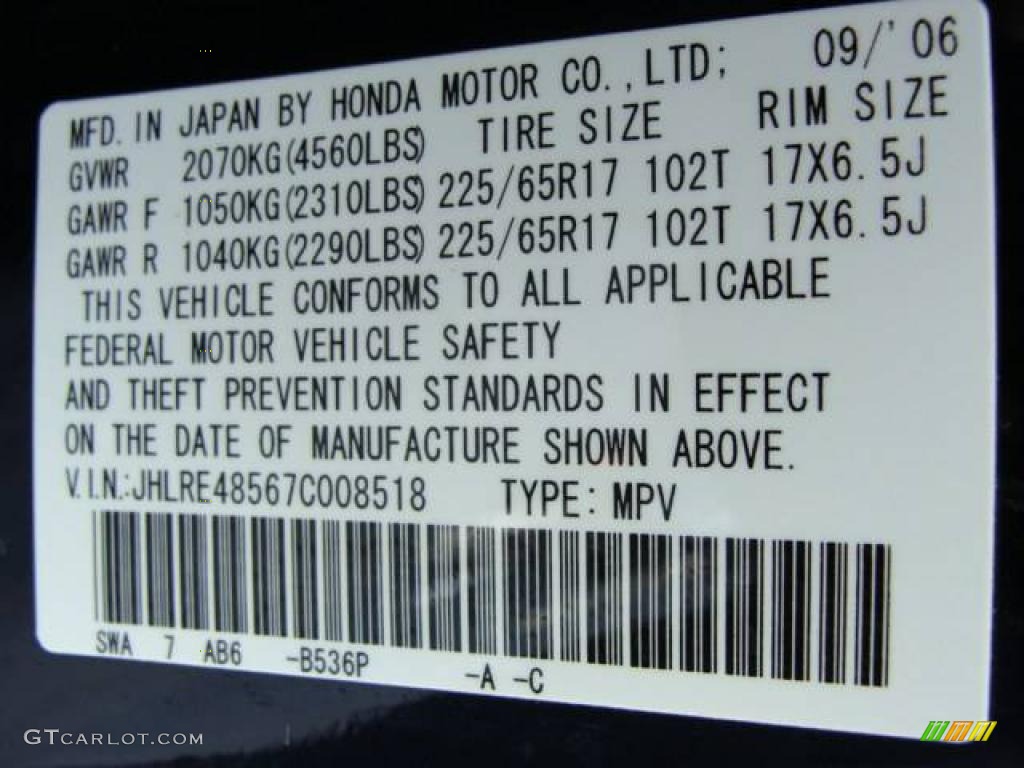 MFD. IN JAPAN BY HONDA MOTOR CO., LTD; 09/'06
GVWR 2070KG(4560LBS) TIRE SIZE RIM SIZE
GAWR F 1050KG(2310LBS) 225/65R17 102T 17X6.5J
GAWR R 1040KG(2290LBS) 225/65R17 102T 17X6.5J
THIS VEHICLE CONFORMS TO ALL APPLICABLE
FEDERAL MOTOR VEHICLE SAFETY
AND THEFT PREVENTION STANDARDS IN EFFECT
ON THE DATE OF MANUFACTURE SHOWN ABOVE.
V.I.N.:JHLRE48567C008518 TYPE: MPV
SWA 7 AB6 -B536P -A -C
GTCARLOT.COM